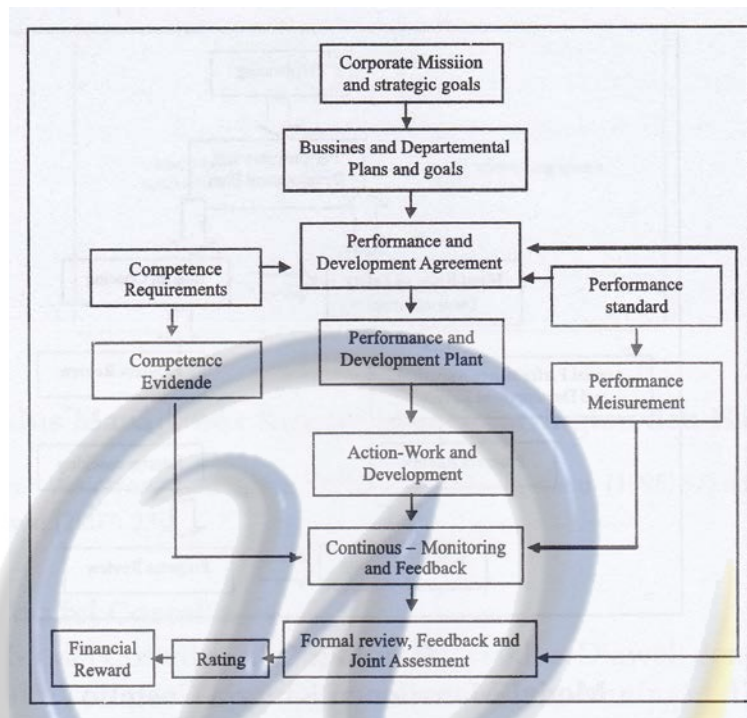 Corporate Missiion
and strategic goals
Bussines and Departemental
Plans and goals
Performance and
Development Agreement
Competence
Requirements
Performance
standard
Performance and
Development Plant
Competence
Evidende
Performance
Meisurement
Action-Work and
Development
Continous – Monitoring
and Feedback
Formal review, Feedback and
Joint Assesment
Rating
Financial
Reward